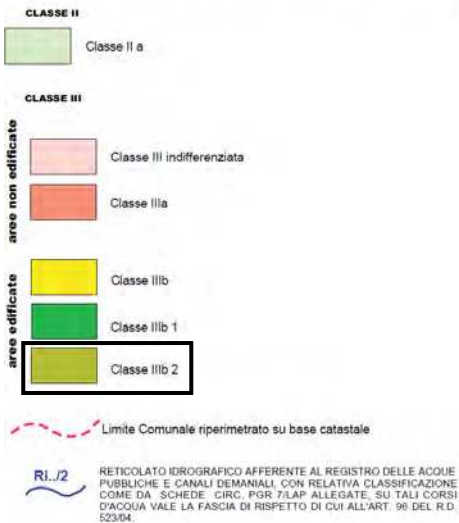 CLASSE II
Classe II a
CLASSE III
aree non edificate
Classe III indifferenziata
Classe IIIa
aree edificate
Classe IIIb
Classe IIIb 1
Classe IIIb 2
Limite Comunale riperimetrato su base catastale
RI../2
RETICOLATO IDROGRAFICO AFFERENTE AL REGISTRO DELLE ACQUE
PUBBLICHE E CANALI DEMANIALI, CON RELATIVA CLASSIFICAZIONE
COME DA SCHEDE CIRC. PGR 7/LAP ALLEGATE, SU TALI CORSI
D'ACQUA VALE LA FASCIA DI RISPETTO DI CUI ALL'ART. 96 DEL R.D.
523/04.